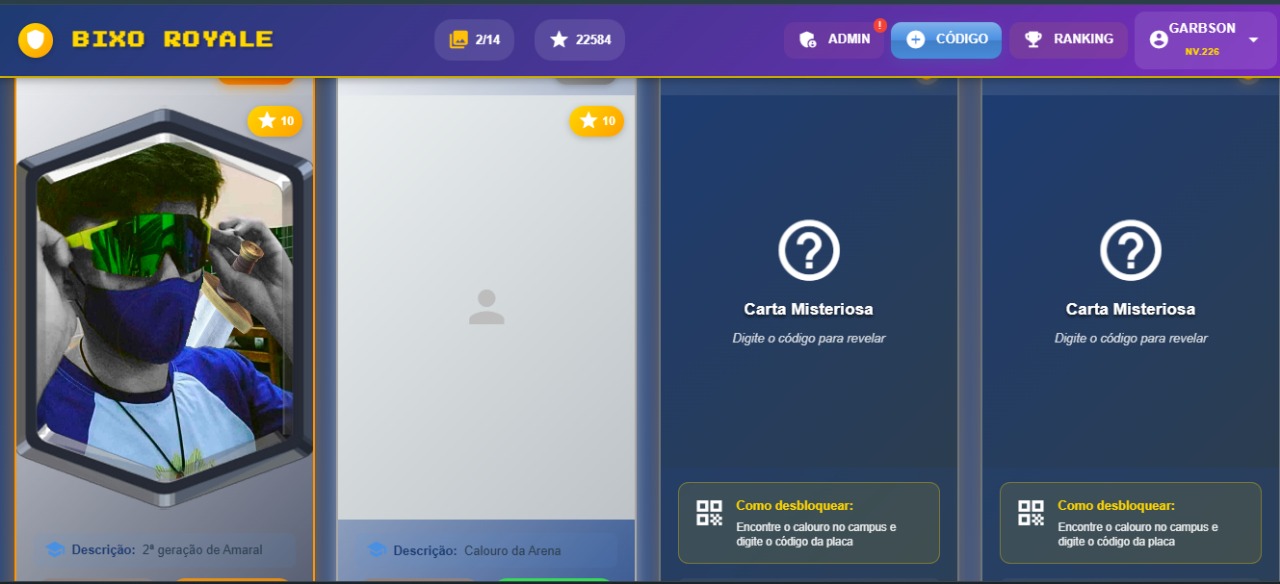 BIXO ROYALE
2/14
22584
ADMIN
!
CÓDIGO
RANKING
GARBSON
NV.226
10
10
Carta Misteriosa
Digite o código para revelar
Carta Misteriosa
Digite o código para revelar
Como desbloquear:
Encontre o calouro no campus e
digite o código da placa
Como desbloquear:
Encontre o calouro no campus e
digite o código da placa
Descrição: 2ª geração de Amaral
Descrição: Calouro da Arena